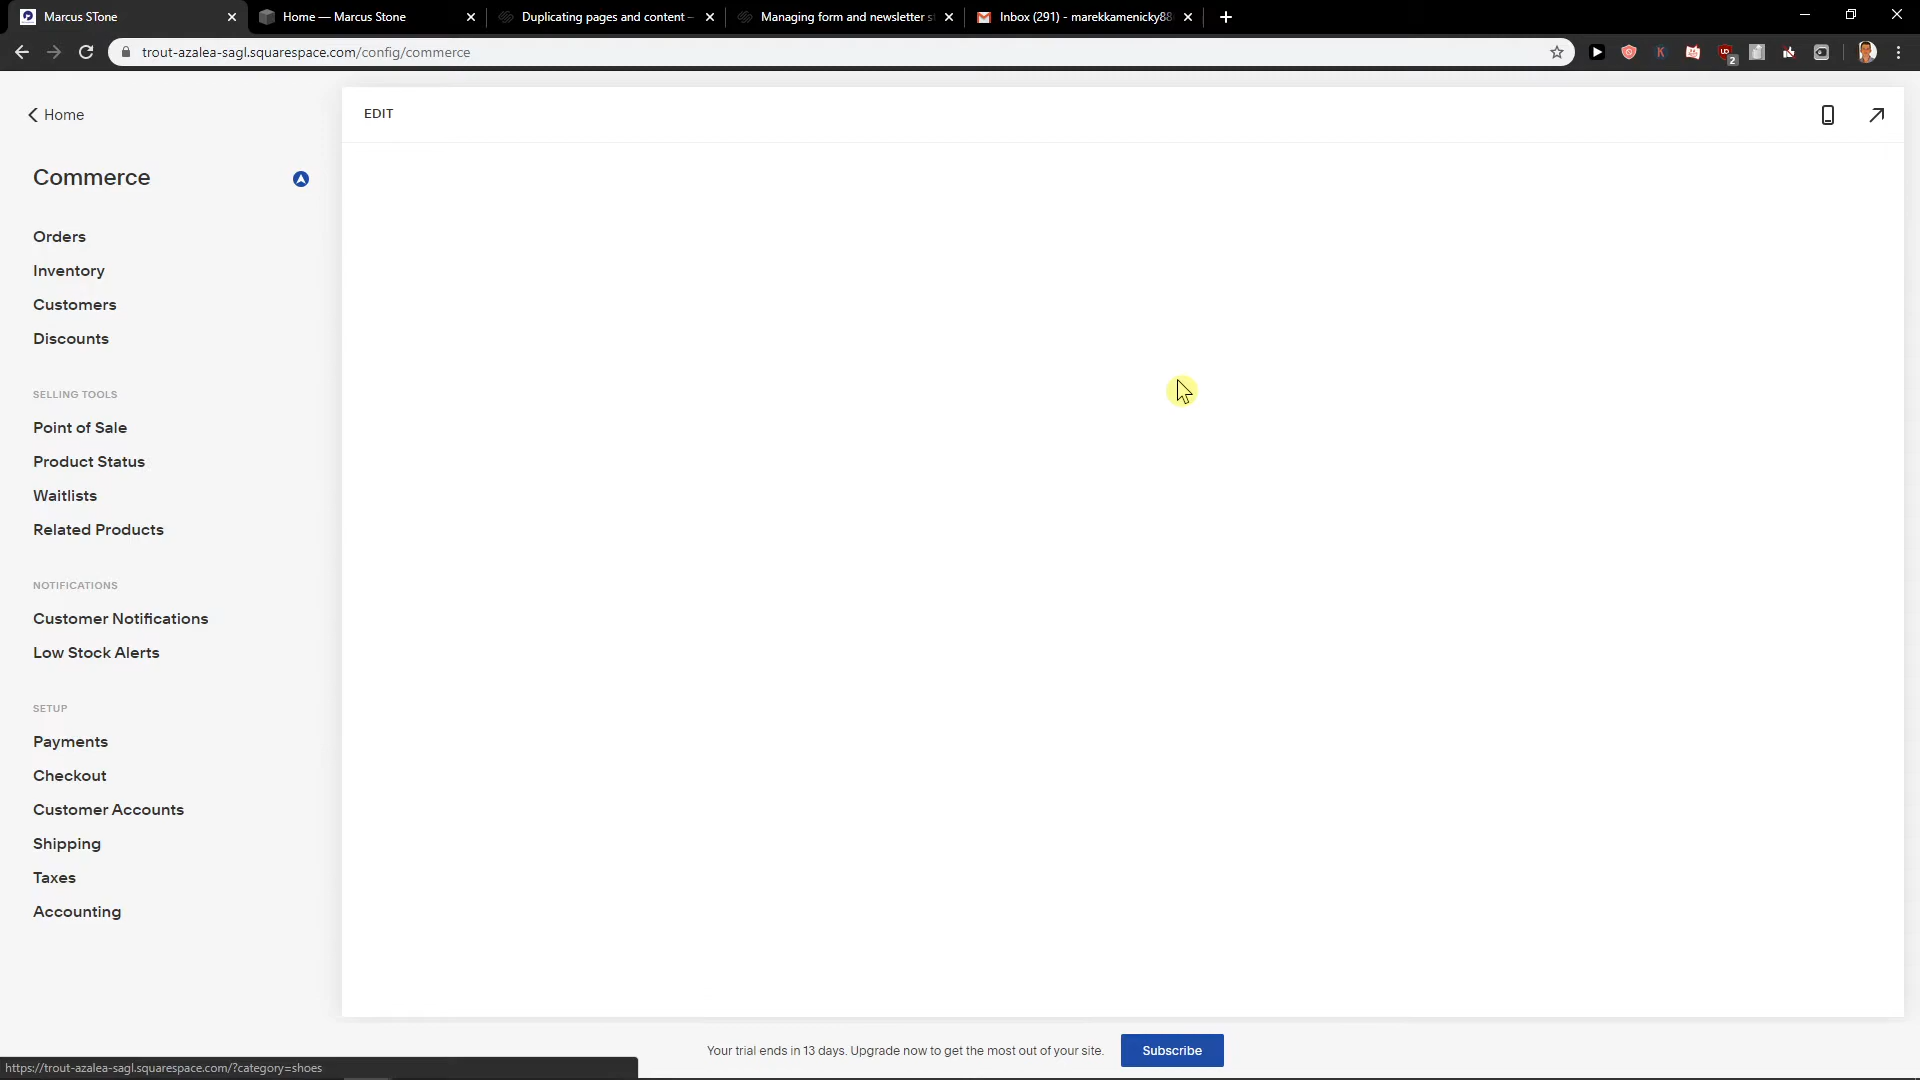 Marcus STone
Home — Marcus Stone
Duplicating pages and content –
Managing form and newsletter s
Inbox (291) - marekkamenicky88
trout-azalea-sagl.squarespace.com/config/commerce
2
Home
EDIT
Commerce
Orders
Inventory
Customers
Discounts
SELLING TOOLS
Point of Sale
Product Status
Waitlists
Related Products
NOTIFICATIONS
Customer Notifications
Low Stock Alerts
SETUP
Payments
Checkout
Customer Accounts
Shipping
Taxes
Accounting
Your trial ends in 13 days. Upgrade now to get the most out of your site.
Subscribe
https://trout-azalea-sagl.squarespace.com/?category=shoes